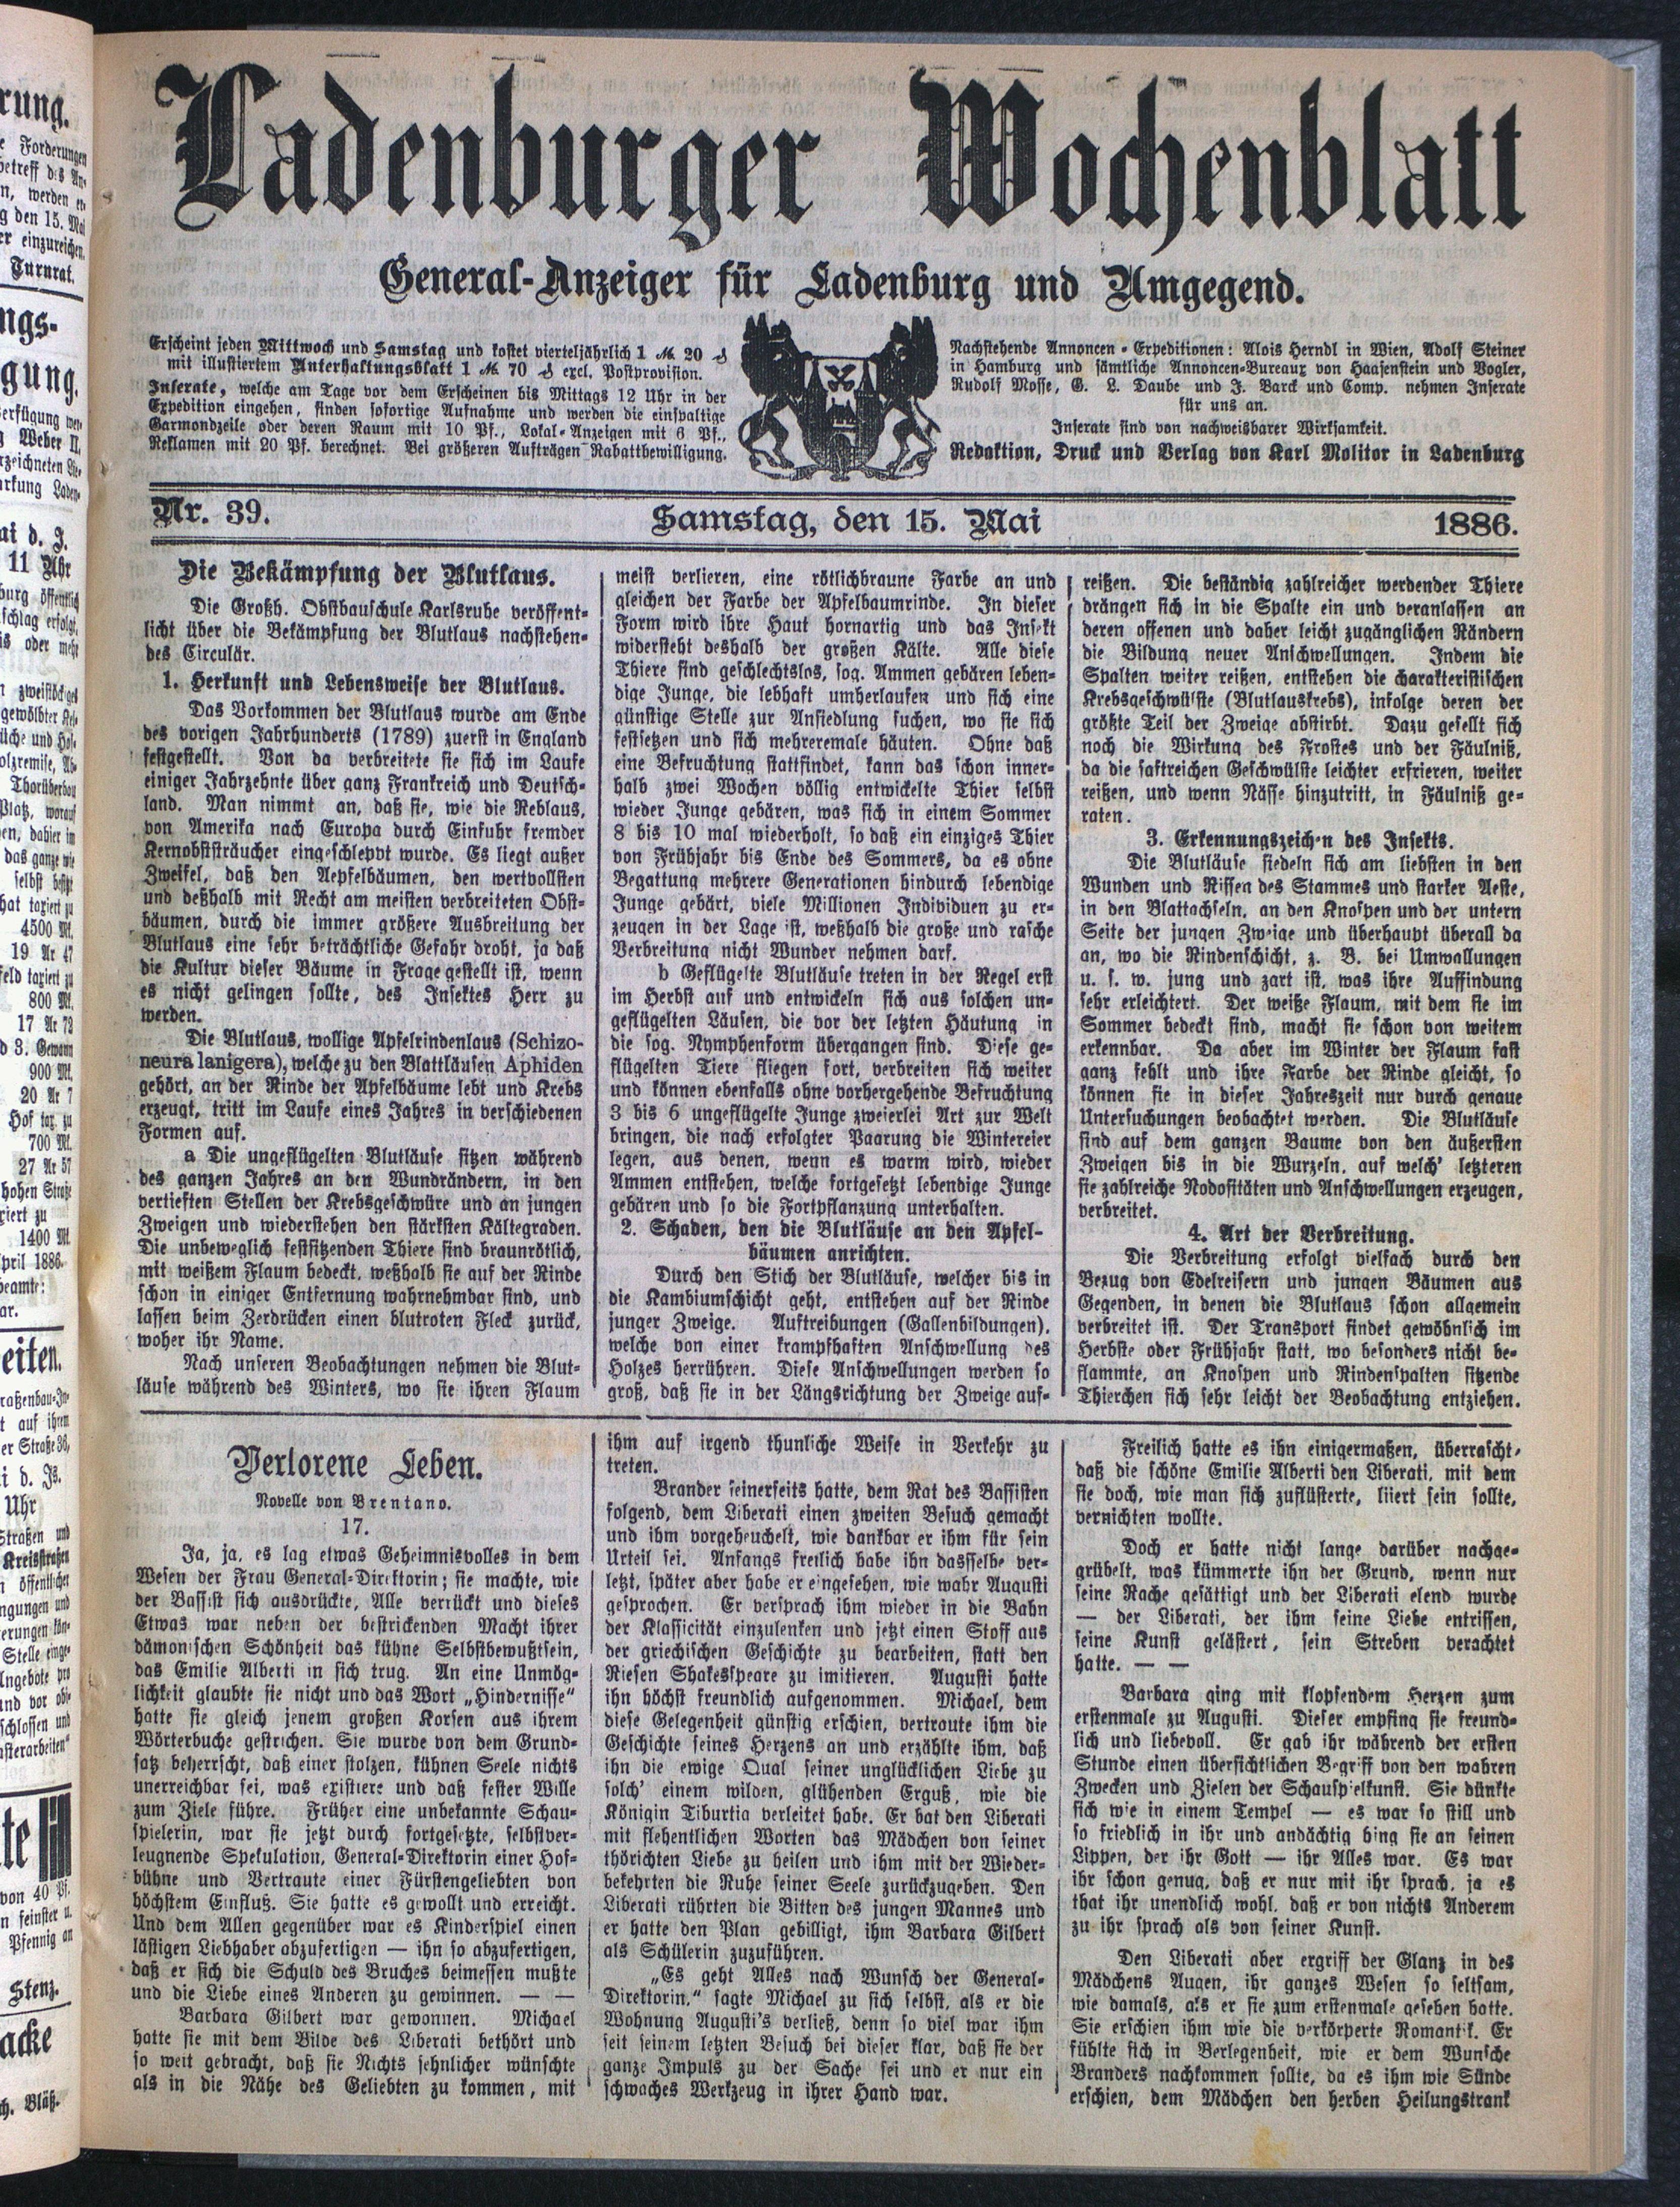 Ladenburger Wochenblatt
General-Anzeiger für Ladenburg und Umgegend.
Erscheint jeden Mittwoch und Samstag und kostet vierteljährlich 1 M. 20 ₰
mit illustriertem Unterhaltungsblatt 1 M. 70 ₰ excl. Postprovision.
Inserate, welche am Tage vor dem Erscheinen bis Mittags 12 Uhr in der
Expedition eingehen, finden sofortige Aufnahme und werden die einspaltige
Garmondzeile oder deren Raum mit 10 Pf., Lokal-Anzeigen mit 6 Pf.,
Reklamen mit 20 Pf. berechnet. Bei größeren Aufträgen Rabattbewilligung.
Nachstehende Annoncen-Expeditionen: Alois Herndl in Wien, Adolf Steiner
in Hamburg und sämtliche Annoncen-Bureaux von Haasenstein und Vogler,
Rudolf Mosse, G. L. Daube und J. Barck und Comp. nehmen Inserate
für uns an.
Inserate sind von nachweisbarer Wirksamkeit.
Redaktion, Druck und Verlag von Karl Molitor in Ladenburg
Nr. 39. Samstag, den 15. Mai 1886.
Die Bekämpfung der Blutlaus.
Die Großh. Obstbauschule Karlsruhe veröffent-
licht über die Bekämpfung der Blutlaus nachstehen-
des Circulär.
1. Herkunft und Lebensweise der Blutlaus.
Das Vorkommen der Blutlaus wurde am Ende
des vorigen Jahrhunderts (1789) zuerst in England
festgestellt. Von da verbreitete sie sich im Laufe
einiger Jahrzehnte über ganz Frankreich und Deutsch-
land. Man nimmt an, daß sie, wie die Reblaus,
von Amerika nach Europa durch Einfuhr fremder
Kernobststräucher eingeschleppt wurde. Es liegt außer
Zweifel, daß den Aepfelbäumen, den wertvollsten
und deßhalb mit Recht am meisten verbreiteten Obst-
bäumen, durch die immer größere Ausbreitung der
Blutlaus eine sehr beträchtliche Gefahr droht, ja daß
die Kultur dieser Bäume in Frage gestellt ist, wenn
es nicht gelingen sollte, des Insektes Herr zu
werden.
Die Blutlaus, wollige Apfelrindenlaus (Schizo-
neura lanigera), welche zu den Blattläusen Aphiden
gehört, an der Rinde der Apfelbäume lebt und Krebs
erzeugt, tritt im Laufe eines Jahres in verschiedenen
Formen auf.
a Die ungeflügelten Blutläuse sitzen während
des ganzen Jahres an den Wundrändern, in den
vertieften Stellen der Krebsgeschwüre und an jungen
Zweigen und wiederstehen den stärksten Kältegraden.
Die unbeweglich festsitzenden Thiere sind braunrötlich,
mit weißem Flaum bedeckt, weßhalb sie auf der Rinde
schon in einiger Entfernung wahrnehmbar sind, und
lassen beim Zerdrücken einen blutroten Fleck zurück,
woher ihr Name.
Nach unseren Beobachtungen nehmen die Blut-
läuse während des Winters, wo sie ihren Flaum
meist verlieren, eine rötlichbraune Farbe an und
gleichen der Farbe der Apfelbaumrinde. In dieser
Form wird ihre Haut hornartig und das Insekt
widersteht deshalb der großen Kälte. Alle diese
Thiere sind geschlechtslos, sog. Ammen gebären leben-
dige Junge, die lebhaft umherlaufen und sich eine
günstige Stelle zur Ansiedlung suchen, wo sie sich
festsetzen und sich mehreremale häuten. Ohne daß
eine Befruchtung stattfindet, kann das schon inner-
halb zwei Wochen völlig entwickelte Thier selbst
wieder Junge gebären, was sich in einem Sommer
8 bis 10 mal wiederholt, so daß ein einziges Thier
von Frühjahr bis Ende des Sommers, da es ohne
Begattung mehrere Generationen hindurch lebendige
Junge gebärt, viele Millionen Individuen zu er-
zeugen in der Lage ist, weßhalb die große und rasche
Verbreitung nicht Wunder nehmen darf.
b Geflügelte Blutläuse treten in der Regel erst
im Herbst auf und entwickeln sich aus solchen un-
geflügelten Läusen, die vor der letzten Häutung in
die sog. Nymphenform übergangen sind. Diese ge-
flügelten Tiere fliegen fort, verbreiten sich weiter
und können ebenfalls ohne vorhergehende Befruchtung
3 bis 6 ungeflügelte Junge zweierlei Art zur Welt
bringen, die nach erfolgter Paarung die Wintereier
legen, aus denen, wenn es warm wird, wieder
Ammen entstehen, welche fortgesetzt lebendige Junge
gebären und so die Fortpflanzung unterhalten.
2. Schaden, den die Blutläuse an den Apfel-
bäumen anrichten.
Durch den Stich der Blutläuse, welcher bis in
die Kambiumschicht geht, entstehen auf der Rinde
junger Zweige. Auftreibungen (Gallenbildungen),
welche von einer krampfhaften Anschwellung des
Holzes herrühren. Diese Anschwellungen werden so
groß, daß sie in der Längsrichtung der Zweige auf-
reißen. Die beständig zahlreicher werdender Thiere
drängen sich in die Spalte ein und veranlassen an
deren offenen und daher leicht zugänglichen Rändern
die Bildung neuer Anschwellungen. Indem die
Spalten weiter reißen, entstehen die charakteristischen
Krebsgeschwülste (Blutlauskrebs), infolge deren der
größte Teil der Zweige abstirbt. Dazu gesellt sich
noch die Wirkung des Frostes und der Fäulniß,
da die saftreichen Geschwülste leichter erfrieren, weiter
reißen, und wenn Nässe hinzutritt, in Fäulniß ge-
raten.
3. Erkennungszeichen des Insekts.
Die Blutläuse siedeln sich am liebsten in den
Wunden und Rissen des Stammes und starker Aeste,
in den Blattachseln, an den Knospen und der untern
Seite der jungen Zweige und überhaupt überall da
an, wo die Rindenschicht, z. B. bei Umwallungen
u. s. w. jung und zart ist, was ihre Auffindung
sehr erleichtert. Der weiße Flaum, mit dem sie im
Sommer bedeckt sind, macht sie schon von weitem
erkennbar. Da aber im Winter der Flaum fast
ganz fehlt und ihre Farbe der Rinde gleicht, so
können sie in dieser Jahreszeit nur durch genaue
Untersuchungen beobachtet werden. Die Blutläuse
sind auf dem ganzen Baume von den äußersten
Zweigen bis in die Wurzeln, auf welch' letzteren
sie zahlreiche Nodositäten und Anschwellungen erzeugen,
verbreitet.
4. Art der Verbreitung.
Die Verbreitung erfolgt vielfach durch den
Bezug von Edelreisern und jungen Bäumen aus
Gegenden, in denen die Blutlaus schon allgemein
verbreitet ist. Der Transport findet gewöhnlich im
Herbste oder Frühjahr statt, wo besonders nicht be-
flammte, an Knospen und Rindenspalten sitzende
Thierchen sich sehr leicht der Beobachtung entziehen.
Verlorene Leben.
Novelle von Brentano.
17.
Ja, ja, es lag etwas Geheimnisvolles in dem
Wesen der Frau General-Direktorin; sie machte, wie
der Bassist sich ausdrückte, Alle verrückt und dieses
Etwas war neben der bestrickenden Macht ihrer
dämonischen Schönheit das kühne Selbstbewußtsein,
das Emilie Alberti in sich trug. An eine Unmög-
lichkeit glaubte sie nicht und das Wort „Hindernisse“
hatte sie gleich jenem großen Korsen aus ihrem
Wörterbuche gestrichen. Sie wurde von dem Grund-
satz beherrscht, daß einer stolzen, kühnen Seele nichts
unerreichbar sei, was existiere und daß fester Wille
zum Ziele führe. Früher eine unbekannte Schau-
spielerin, war sie jetzt durch fortgesetzte, selbstver-
leugnende Spekulation, General-Direktorin einer Hof-
bühne und Vertraute einer Fürstengeliebten von
höchstem Einfluß. Sie hatte es gewollt und erreicht.
Und dem Allen gegenüber war es Kinderspiel einen
lästigen Liebhaber abzufertigen — ihn so abzufertigen,
daß er sich die Schuld des Bruches beimessen mußte
und die Liebe eines Anderen zu gewinnen. — —
Barbara Gilbert war gewonnen. Michael
hatte sie mit dem Bilde des Liberati bethört und
so weit gebracht, daß sie Nichts sehnlicher wünschte
als in die Nähe des Geliebten zu kommen, mit
ihm auf irgend thunliche Weise in Verkehr zu
treten.
Brander seinerseits hatte, dem Rat des Bassisten
folgend, dem Liberati einen zweiten Besuch gemacht
und ihm vorgeheuchelt, wie dankbar er ihm für sein
Urteil sei. Anfangs freilich habe ihn dasselbe ver-
letzt, später aber habe er eingesehen, wie wahr Augusti
gesprochen. Er versprach ihm wieder in die Bahn
der Klassicität einzulenken und jetzt einen Stoff aus
der griechischen Geschichte zu bearbeiten, statt den
Riesen Shakesspeare zu imitieren. Augusti hatte
ihn höchst freundlich aufgenommen. Michael, dem
diese Gelegenheit günstig erschien, vertraute ihm die
Geschichte seines Herzens an und erzählte ihm, daß
ihn die ewige Qual seiner unglücklichen Liebe zu
solch' einem wilden, glühenden Erguß, wie die
Königin Tiburtia verleitet habe. Er bat den Liberati
mit flehentlichen Worten das Mädchen von seiner
thörichten Liebe zu heilen und ihm mit der Wieder-
bekehrten die Ruhe seiner Seele zurückzugeben. Den
Liberati rührten die Bitten des jungen Mannes und
er hatte den Plan gebilligt, ihm Barbara Gilbert
als Schülerin zuzuführen.
„Es geht Alles nach Wunsch der General-
Direktorin,“ sagte Michael zu sich selbst, als er die
Wohnung Augusti's verließ, denn so viel war ihm
seit seinem letzten Besuch bei dieser klar, daß sie der
ganze Impuls zu der Sache sei und er nur ein
schwaches Werkzeug in ihrer Hand war.
Freilich hatte es ihn einigermaßen, überrascht,
daß die schöne Emilie Alberti den Liberati, mit dem
sie doch, wie man sich zuflüsterte, liiert sein sollte,
vernichten wollte.
Doch er hatte nicht lange darüber nachge-
grübelt, was kümmerte ihn der Grund, wenn nur
seine Rache gesättigt und der Liberati elend wurde
— der Liberati, der ihm seine Liebe entrissen,
seine Kunst gelästert, sein Streben verachtet
hatte. — —
Barbara ging mit klopfendem Herzen zum
erstenmale zu Augusti. Dieser empfing sie freund-
lich und liebevoll. Er gab ihr während der ersten
Stunde einen übersichtlichen Begriff von den wahren
Zwecken und Zielen der Schauspielkunst. Sie dünkte
sich wie in einem Tempel — es war so still und
so friedlich in ihr und andächtig hing sie an seinen
Lippen, der ihr Gott — ihr Alles war. Es war
ihr schon genug, daß er nur mit ihr sprach, ja es
that ihr unendlich wohl, daß er von nichts Anderem
zu ihr sprach als von seiner Kunst.
Den Liberati aber ergriff der Glanz in des
Mädchens Augen, ihr ganzes Wesen so seltsam,
wie damals, als er sie zum erstenmale gesehen hatte.
Sie erschien ihm wie die verkörperte Romantik. Er
fühlte sich in Verlegenheit, wie er dem Wunsche
Branders nachkommen sollte, da es ihm wie Sünde
erschien, dem Mädchen den herben Heilungstrank